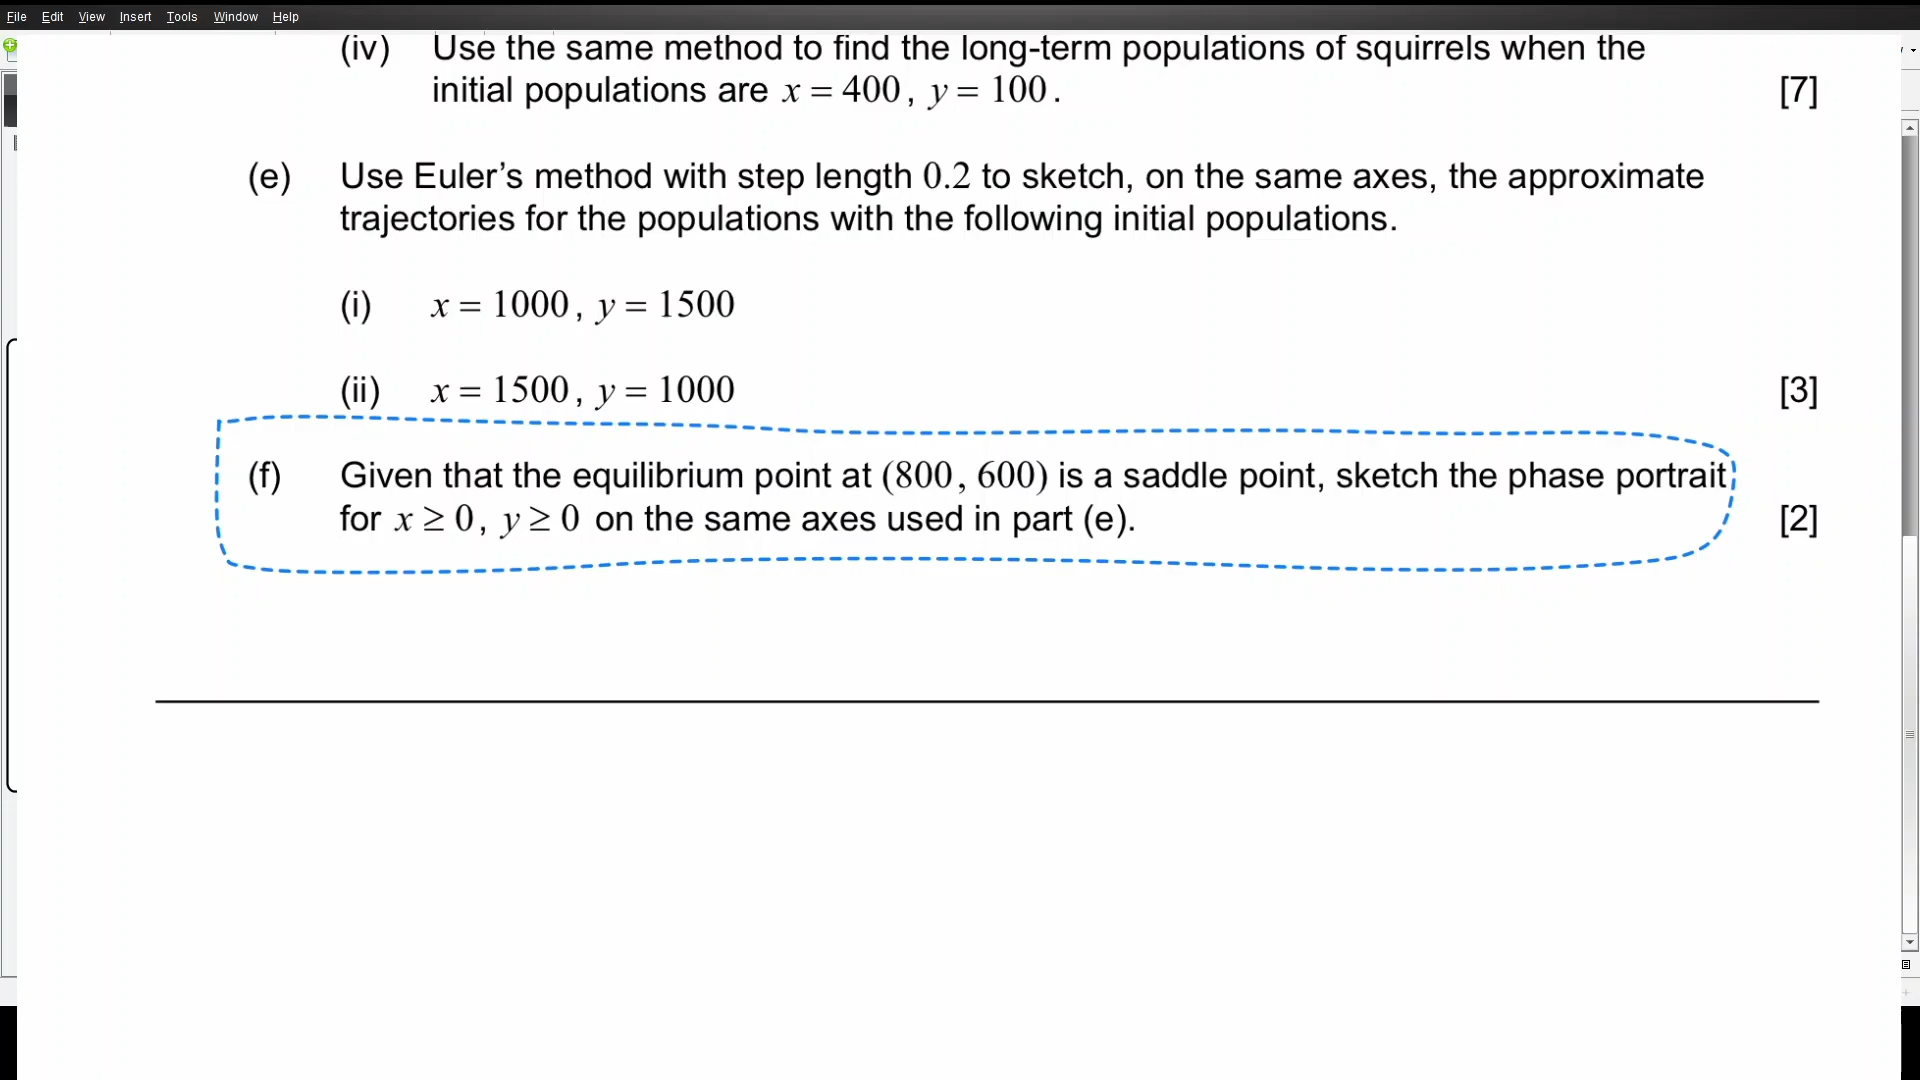 File Edit View Insert Tools Window Help
(iv) Use the same method to find the long-term populations of squirrels when the
initial populations are x = 400, y = 100. [7]
(e) Use Euler’s method with step length 0.2 to sketch, on the same axes, the approximate
trajectories for the populations with the following initial populations.
(i) x = 1000, y = 1500
(ii) x = 1500, y = 1000 [3]
(f) Given that the equilibrium point at (800, 600) is a saddle point, sketch the phase portrait
for x ≥ 0, y ≥ 0 on the same axes used in part (e). [2]